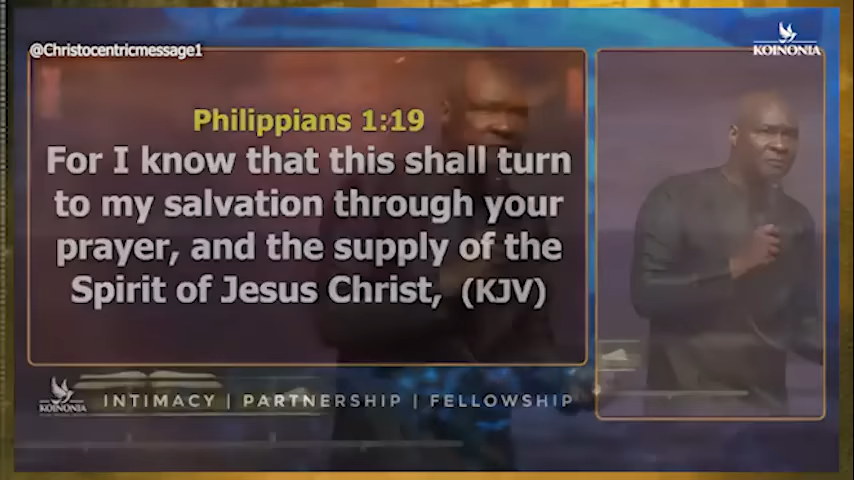 @Christocentricmessage1
KOINONIA
Philippians 1:19
For I know that this shall turn
to my salvation through your
prayer, and the supply of the
Spirit of Jesus Christ, (KJV)
KOINONIA
INTIMACY | PARTNERSHIP | FELLOWSHIP